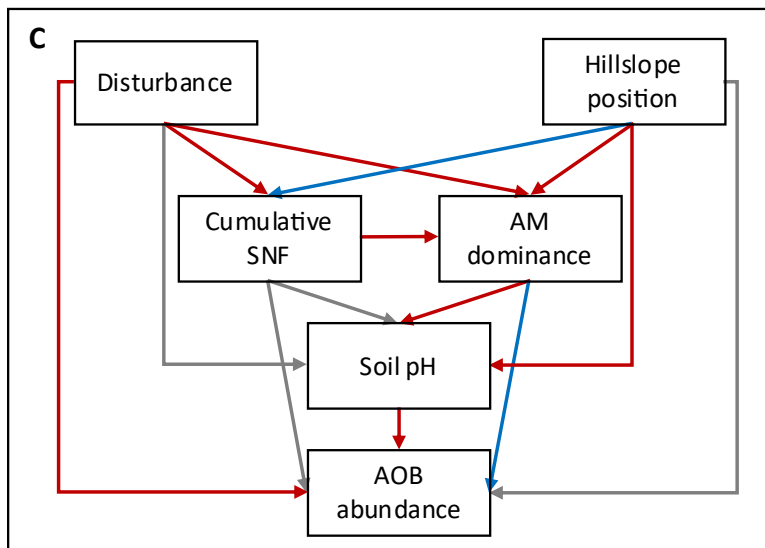 C
Disturbance
Hillslope
position
Cumulative
SNF
AM
dominance
Soil pH
AOB
abundance